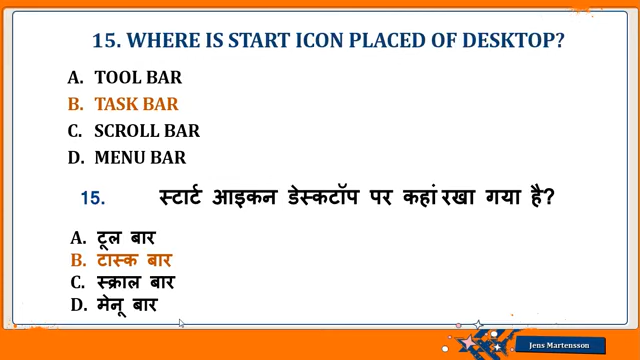 15. WHERE IS START ICON PLACED OF DESKTOP?
A. TOOL BAR
B. TASK BAR
C. SCROLL BAR
D. MENU BAR
15. स्टार्ट आइकन डेस्कटॉप पर कहां रखा गया है?
A. टूल बार
B. टास्क बार
C. स्क्राल बार
D. मेनू बार
Jens Martensson